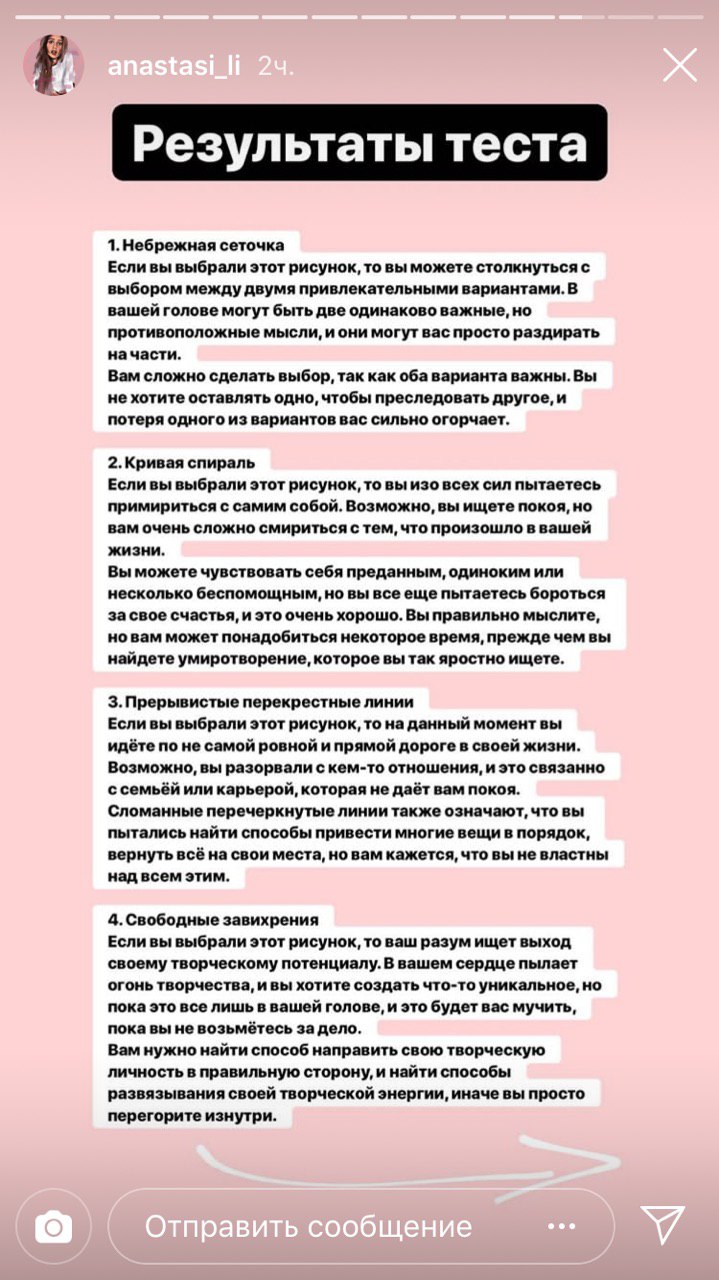 anastasi_li 2ч.
Результаты теста
1. Небрежная сеточка
Если вы выбрали этот рисунок, то вы можете столкнуться с
выбором между двумя привлекательными вариантами. В
вашей голове могут быть две одинаково важные, но
противоположные мысли, и они могут вас просто раздирать
на части.
Вам сложно сделать выбор, так как оба варианта важны. Вы
не хотите оставлять одно, чтобы преследовать другое, и
потеря одного из вариантов вас сильно огорчает.
2. Кривая спираль
Если вы выбрали этот рисунок, то вы изо всех сил пытаетесь
примириться с самим собой. Возможно, вы ищете покоя, но
вам очень сложно смириться с тем, что произошло в вашей
жизни.
Вы можете чувствовать себя преданным, одиноким или
несколько беспомощным, но вы все еще пытаетесь бороться
за свое счастья, и это очень хорошо. Вы правильно мыслите,
но вам может понадобиться некоторое время, прежде чем вы
найдете умиротворение, которое вы так яростно ищете.
3. Прерывистые перекрестные линии
Если вы выбрали этот рисунок, то на данный момент вы
идёте по не самой ровной и прямой дороге в своей жизни.
Возможно, вы разорвали с кем-то отношения, и это связанно
с семьёй или карьерой, которая не даёт вам покоя.
Сломанные перечеркнутые линии также означают, что вы
пытались найти способы привести многие вещи в порядок,
вернуть всё на свои места, но вам кажется, что вы не властны
над всем этим.
4. Свободные завихрения
Если вы выбрали этот рисунок, то ваш разум ищет выход
своему творческому потенциалу. В вашем сердце пылает
огонь творчества, и вы хотите создать что-то уникальное, но
пока это все лишь в вашей голове, и это будет вас мучить,
пока вы не возьмётесь за дело.
Вам нужно найти способ направить свою творческую
личность в правильную сторону, и найти способы
развязывания своей творческой энергии, иначе вы просто
перегорите изнутри.
Отправить сообщение